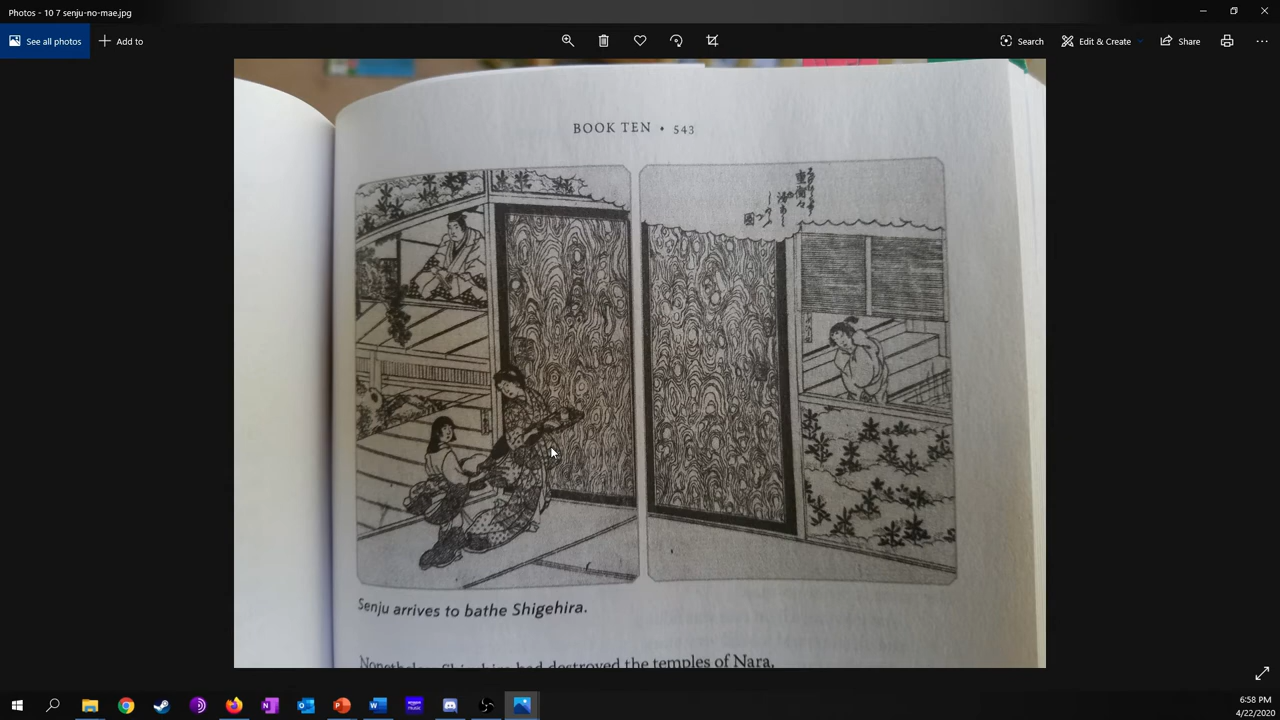 Photos - 10 7 senju-no-mae.jpg
See all photos
Add to
Search
Edit & Create
Share
BOOK TEN • 543
Senju arrives to bathe Shigehira.
Nonetheless, Shigehira had destroyed the temples of Nara,
6:58 PM
4/22/2020